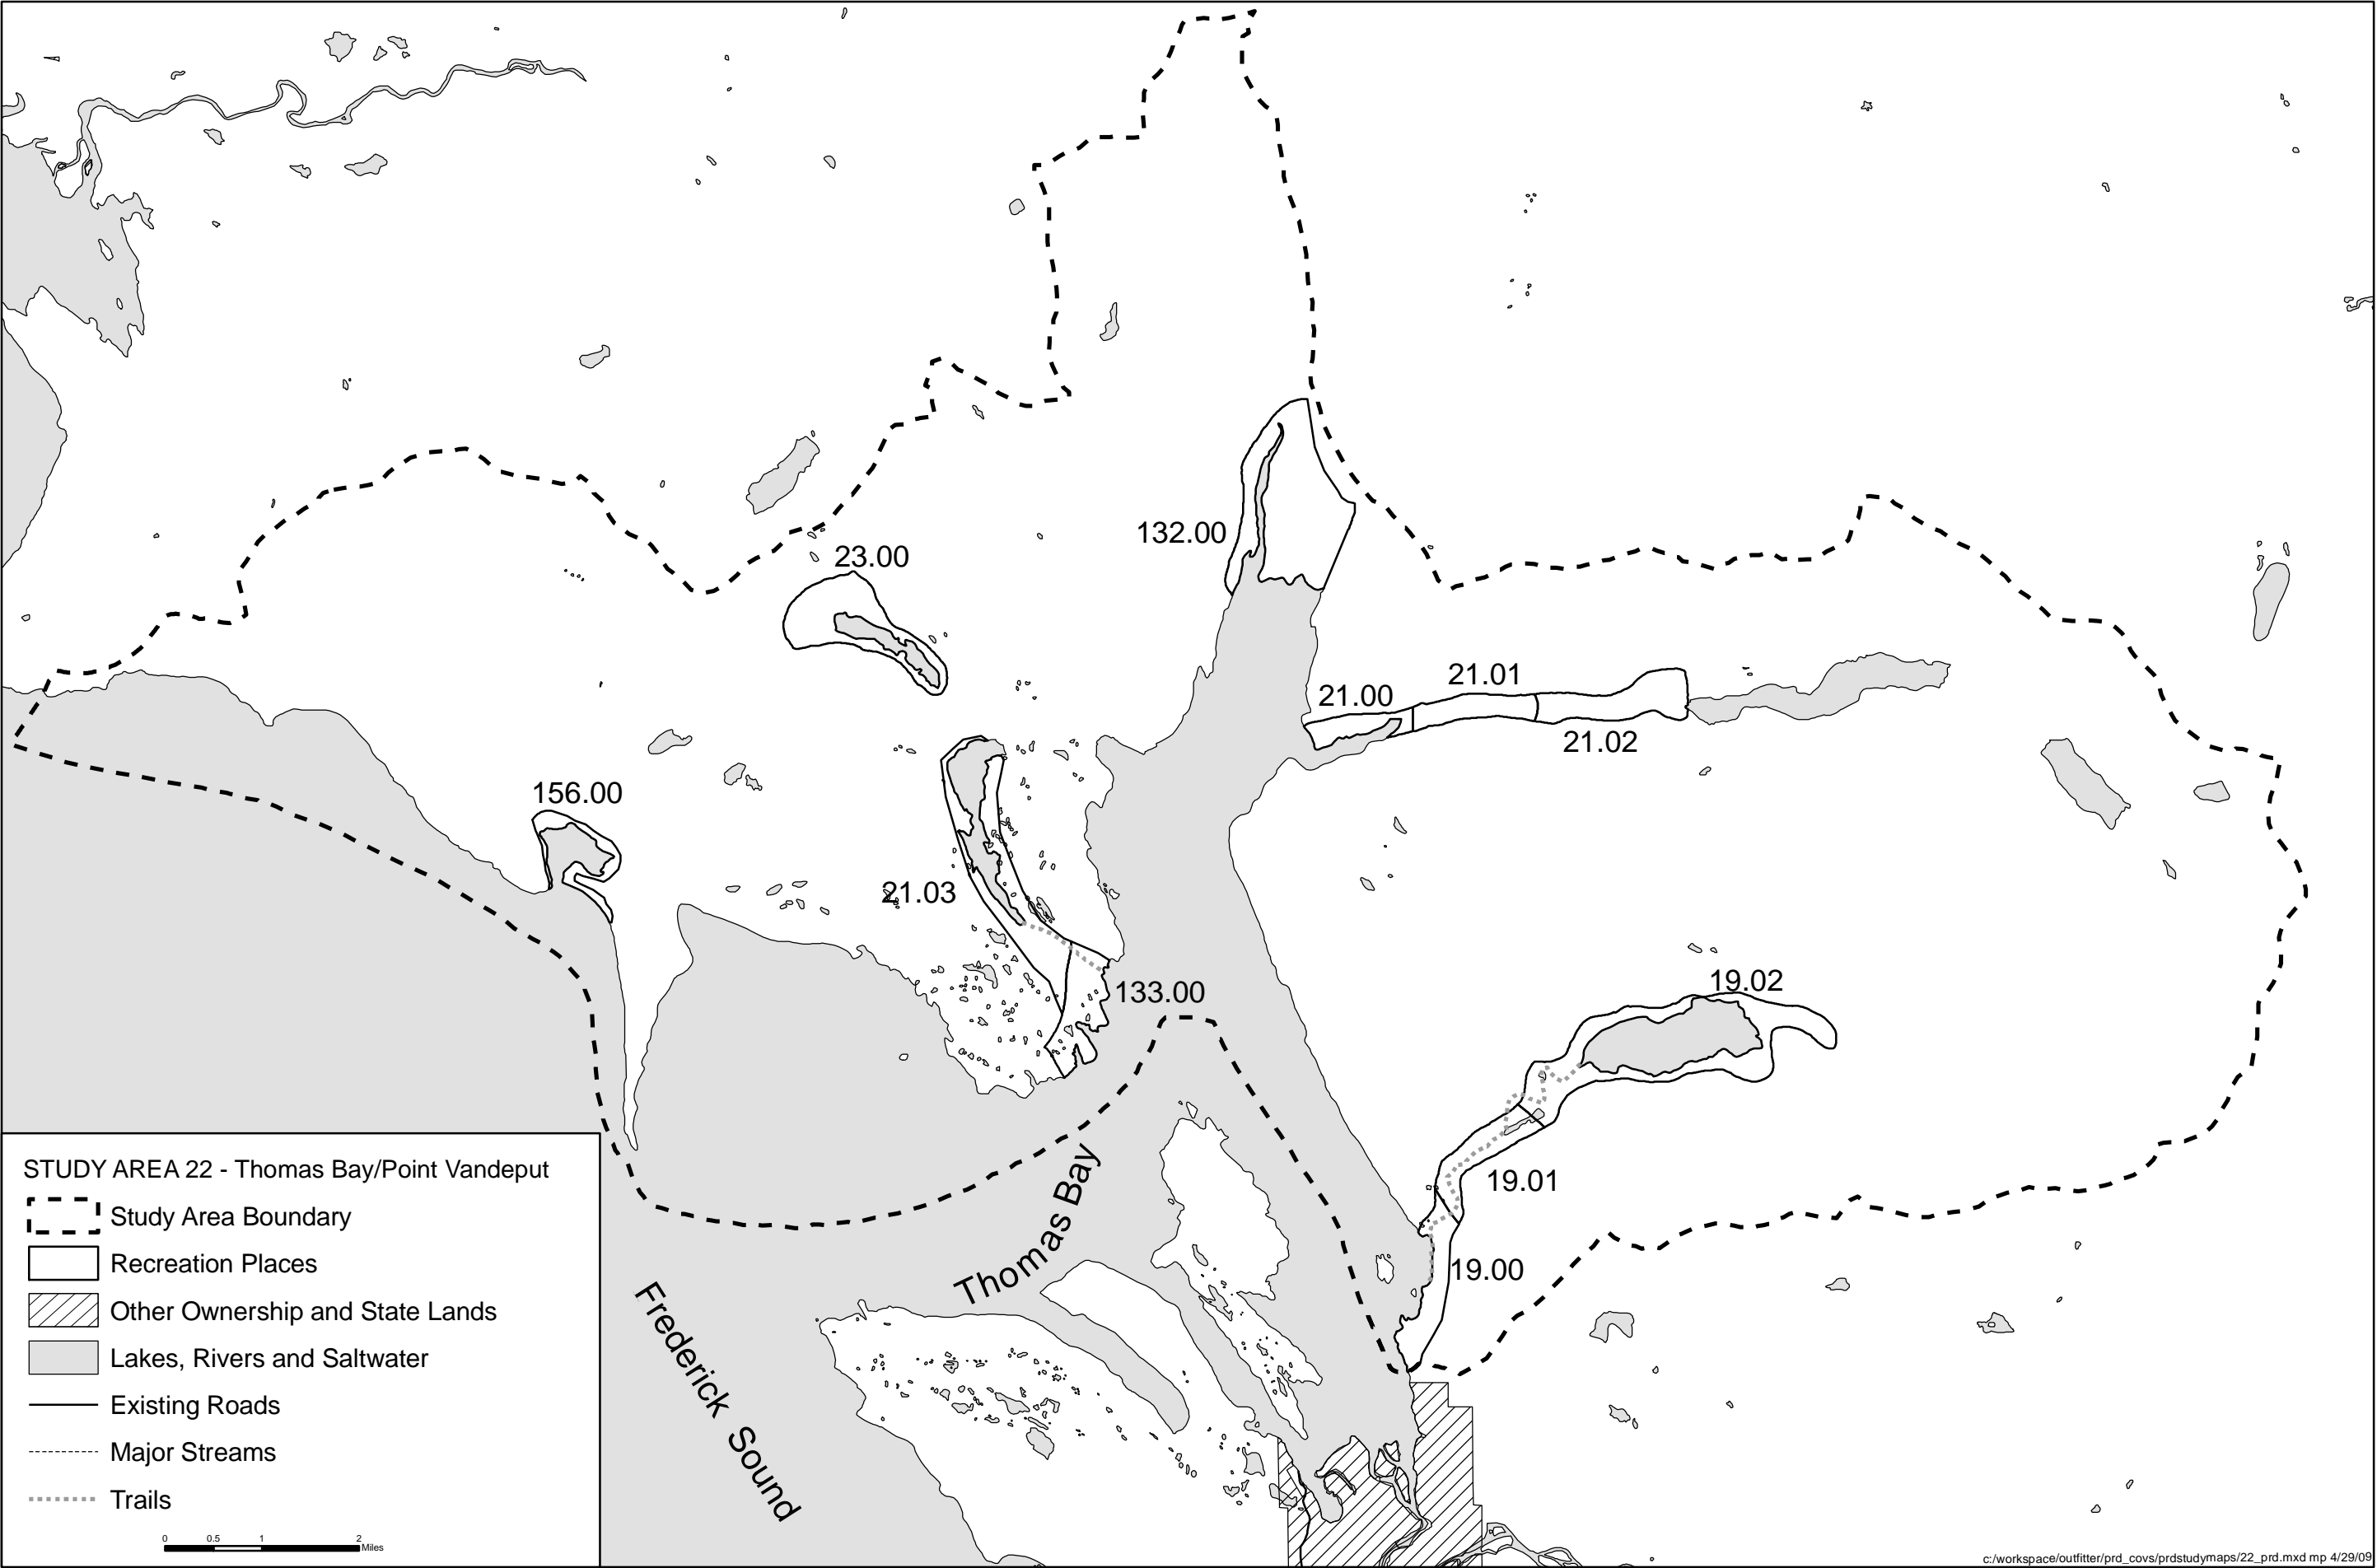 132.00
23.00
21.01
21.00
21.02
156.00
21.03
19.02
133.00
19.01
19.00
Thomas Bay
Frederick Sound
STUDY AREA 22 - Thomas Bay/Point Vandeput
Study Area Boundary
Recreation Places
Other Ownership and State Lands
Lakes, Rivers and Saltwater
Existing Roads
Major Streams
Trails
0 0.5 1 2
Miles
c:/workspace/outfitter/prd_covs/prdstudymaps/22_prd.mxd mp 4/29/09